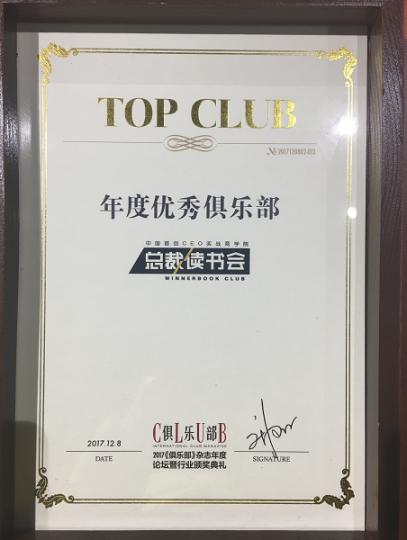 TOP CLUB
№ 2017120802-013
年度优秀俱乐部
中国首创CEO实战商学院
总裁读书会
WINNERBOOK CLUB
C俱L乐U部B
INTERNATIONAL CLUB MAGAZINE
2017.12.8
DATE
2017《俱乐部》杂志年度
论坛暨行业颁奖典礼
SIGNATURE